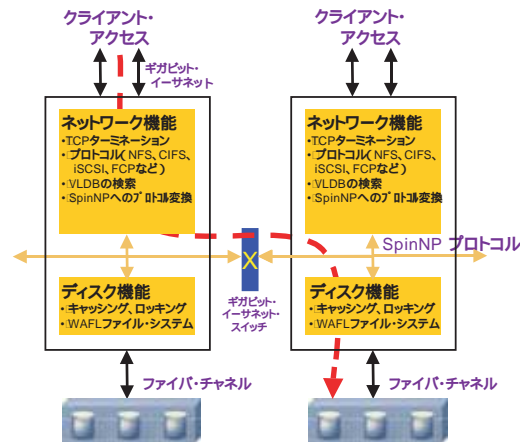 クライアント・
アクセス
ギガビット・
イーサネット
ネットワーク機能
・TCPターミネーション
・プロトコル(NFS、CIFS、
iSCSI、FCPなど)
・VLDBの検索
・SpinNPへのプロトコル変換
ディスク機能
・キャッシング、ロッキング
・WAFLファイル・システム
ファイバ・チャネル
X
ギガビット・
イーサネット・
スイッチ
クライアント・
アクセス
ネットワーク機能
・TCPターミネーション
・プロトコル(NFS、CIFS、
iSCSI、FCPなど)
・VLDBの検索
・SpinNPへのプロトコル変換
SpinNP プロトコル
ディスク機能
・キャッシング、ロッキング
・WAFLファイル・システム
ファイバ・チャネル